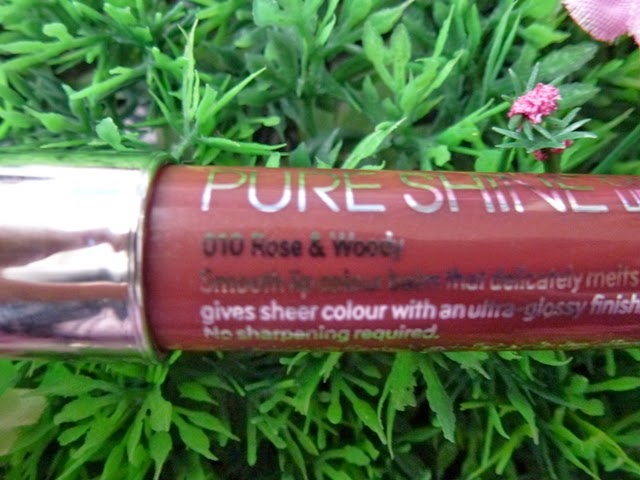 PURE SHINE
010 Rose & Woody
Smooth lip colour balm that delicately melts
gives sheer colour with an ultra-glossy finish
No sharpening required.